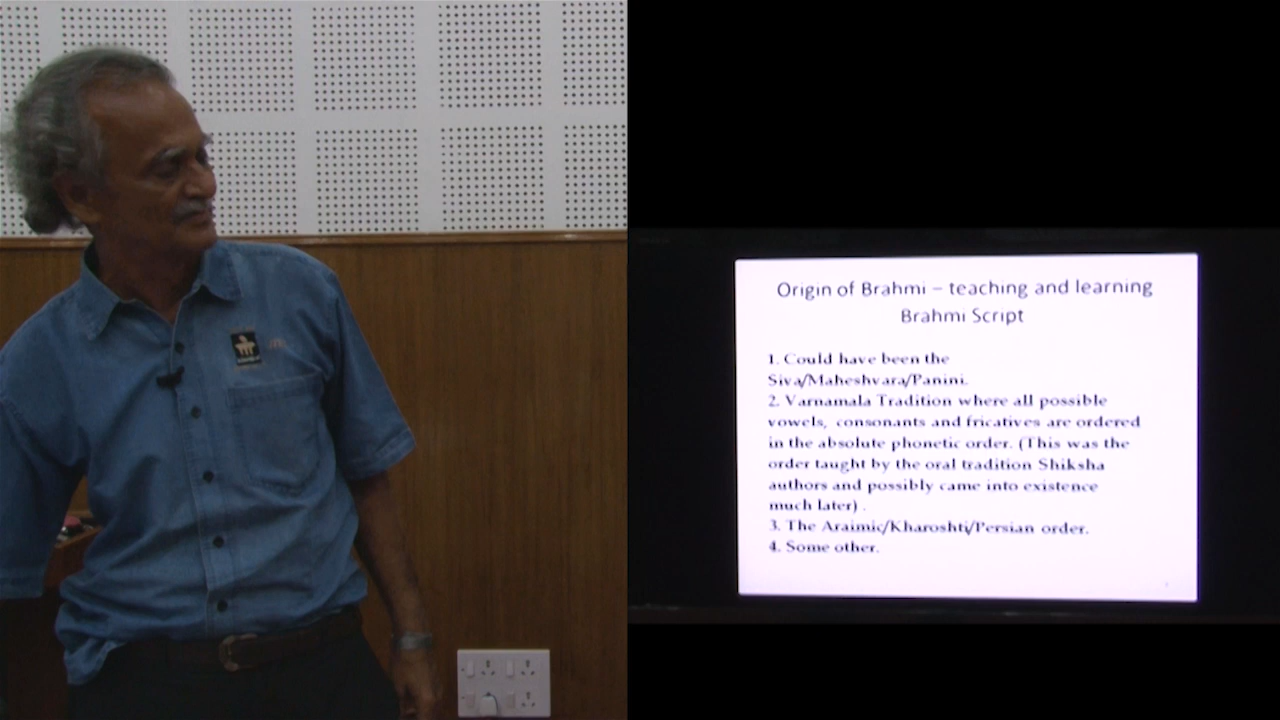 Origin of Brahmi – teaching and learning
Brahmi Script
1. Could have been the
Siva/Maheshvara/Panini.
2. Varnamala Tradition where all possible
vowels, consonants and fricatives are ordered
in the absolute phonetic order. (This was the
order taught by the oral tradition Shiksha
authors and possibly came into existence
much later) .
3. The Araimic/Kharoshti/Persian order.
4. Some other.